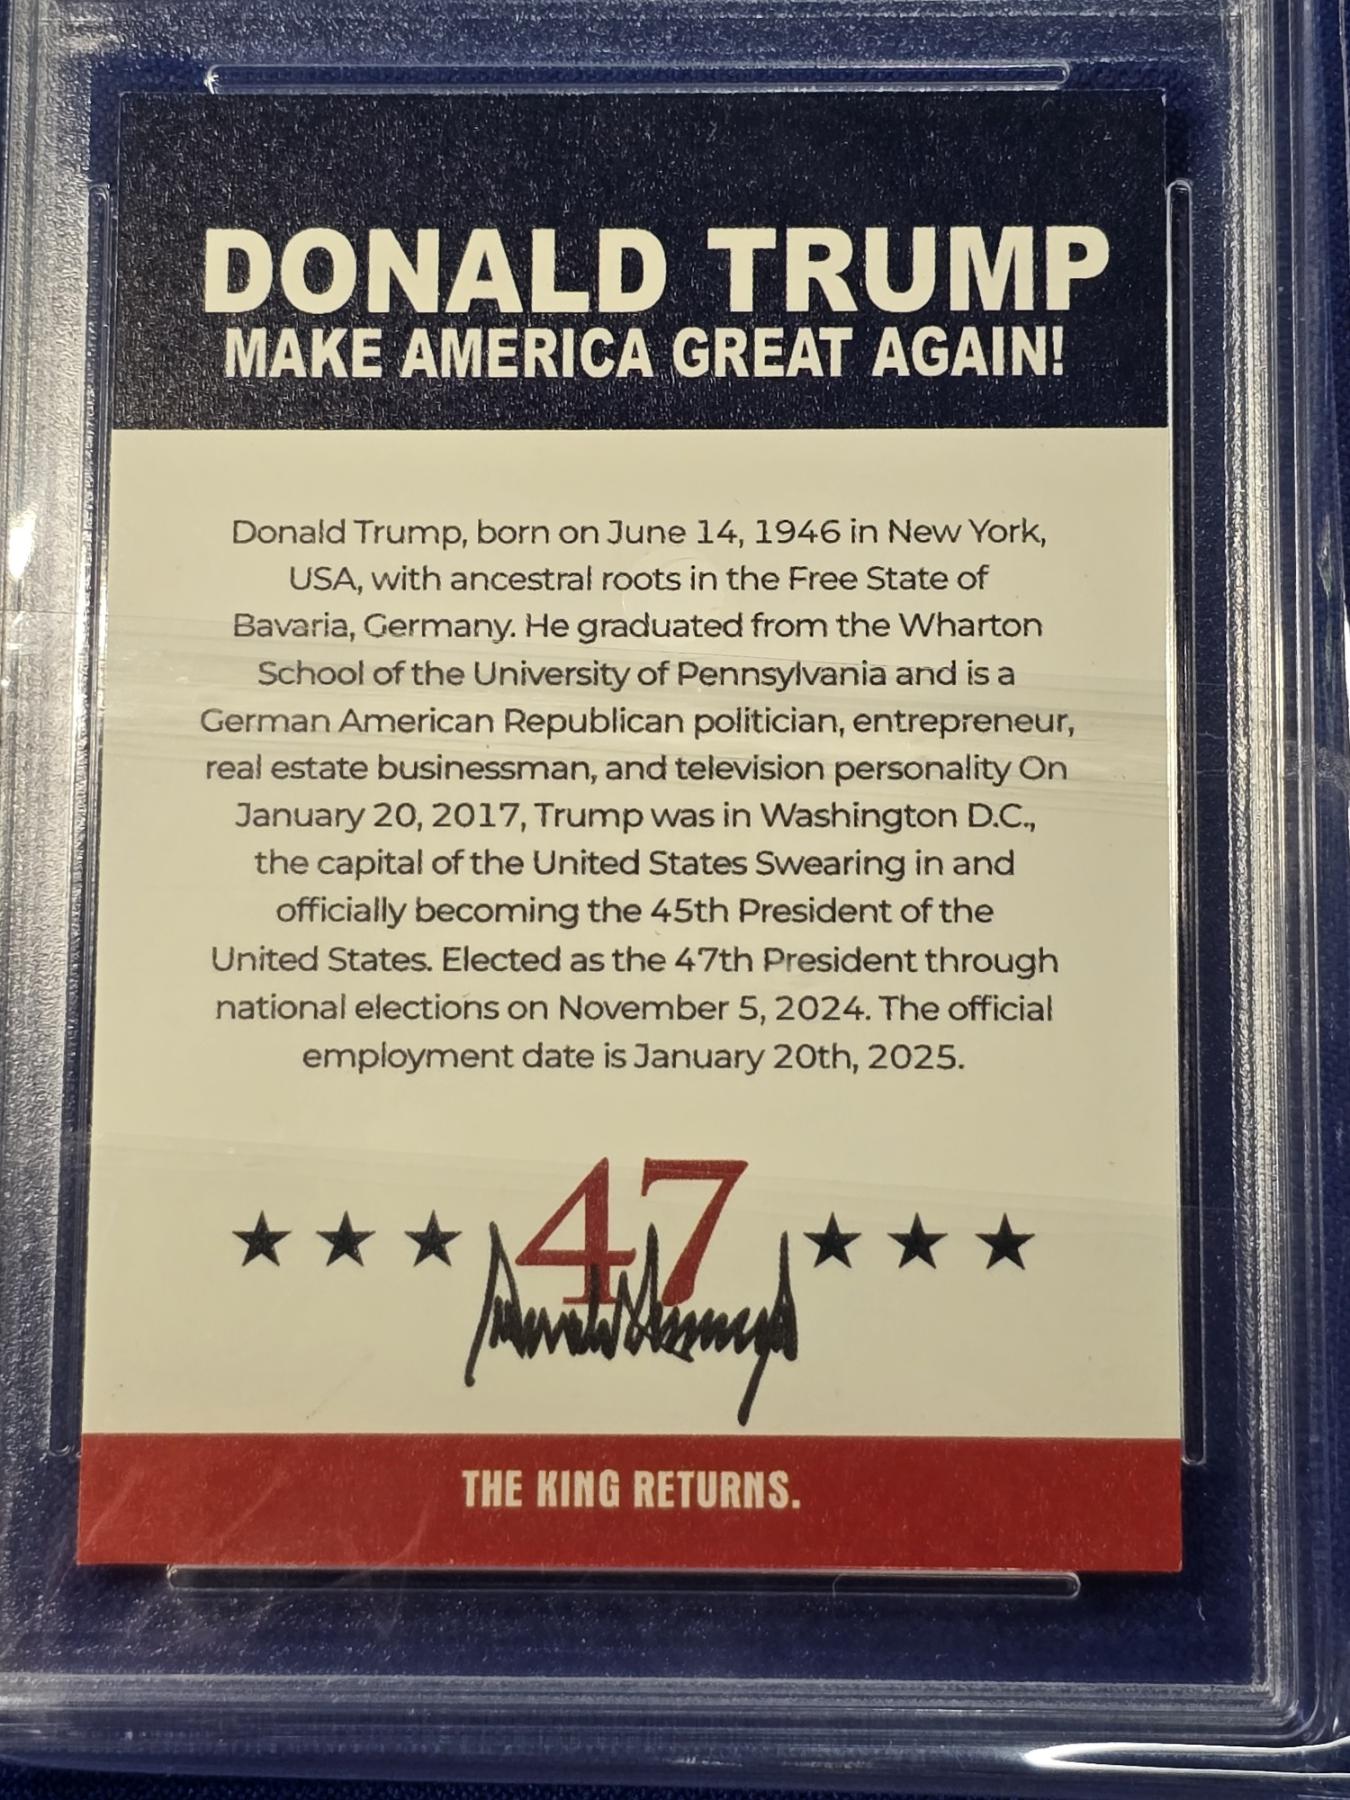 DONALD TRUMP
MAKE AMERICA GREAT AGAIN!
Donald Trump, born on June 14, 1946 in New York,
USA, with ancestral roots in the Free State of
Bavaria, Germany. He graduated from the Wharton
School of the University of Pennsylvania and is a
German American Republican politician, entrepreneur,
real estate businessman, and television personality On
January 20, 2017, Trump was in Washington D.C.,
the capital of the United States Swearing in and
officially becoming the 45th President of the
United States. Elected as the 47th President through
national elections on November 5, 2024. The official
employment date is January 20th, 2025.
★ ★ ★ 47 ★ ★ ★
Donald Trump
THE KING RETURNS.